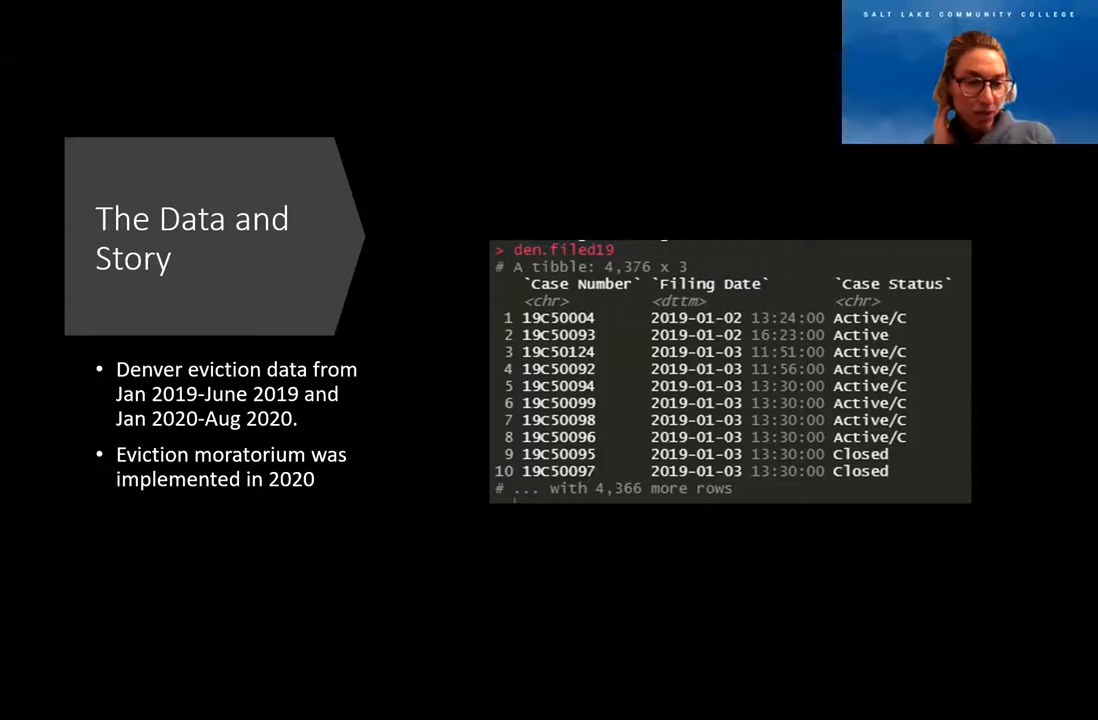 SALT LAKE COMMUNITY COLLEGE
The Data and
Story
• Denver eviction data from
Jan 2019-June 2019 and
Jan 2020-Aug 2020.
• Eviction moratorium was
implemented in 2020
> den.filed19
# A tibble: 4,376 x 3
`Case Number` `Filing Date` `Case Status`
<chr> <dttm> <chr>
1 19C50004 2019-01-02 13:24:00 Active/C
2 19C50093 2019-01-02 16:23:00 Active
3 19C50124 2019-01-03 11:51:00 Active/C
4 19C50092 2019-01-03 11:56:00 Active/C
5 19C50094 2019-01-03 13:30:00 Active/C
6 19C50099 2019-01-03 13:30:00 Active/C
7 19C50098 2019-01-03 13:30:00 Active/C
8 19C50096 2019-01-03 13:30:00 Active/C
9 19C50095 2019-01-03 13:30:00 Closed
10 19C50097 2019-01-03 13:30:00 Closed
# ... with 4,366 more rows